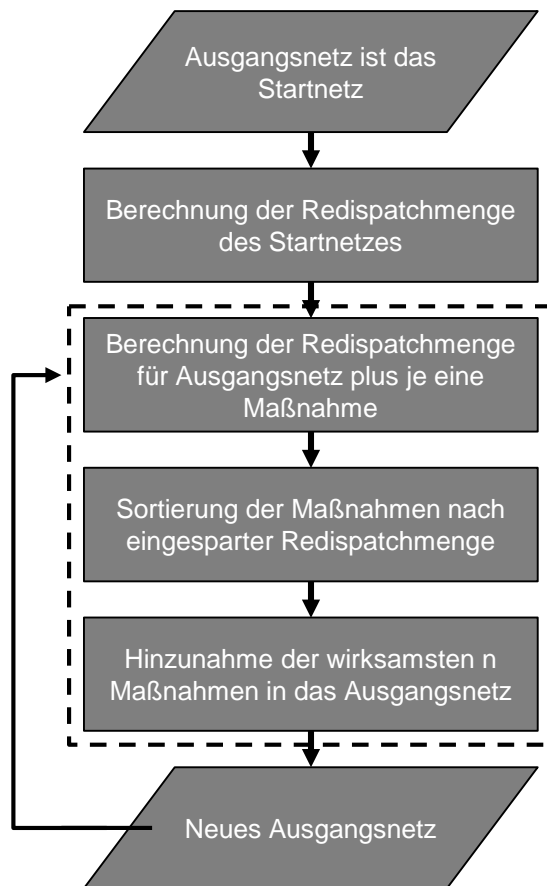 Ausgangsnetz ist das
Startnetz
Berechnung der Redispatchmenge
des Startnetzes
Berechnung der Redispatchmenge
für Ausgangsnetz plus je eine
Maßnahme
Sortierung der Maßnahmen nach
eingesparter Redispatchmenge
Hinzunahme der wirksamsten n
Maßnahmen in das Ausgangsnetz
Neues Ausgangsnetz